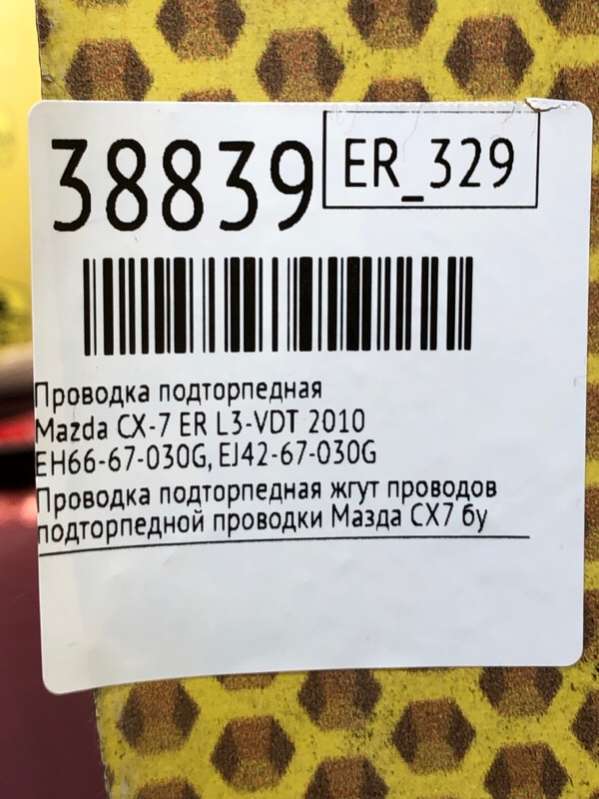 38839
ER_329
Проводка подторпедная
Mazda CX-7 ER L3-VDT 2010
EH66-67-030G, EJ42-67-030G
Проводка подторпедная жгут проводов
подторпедной проводки Мазда СХ7 бу